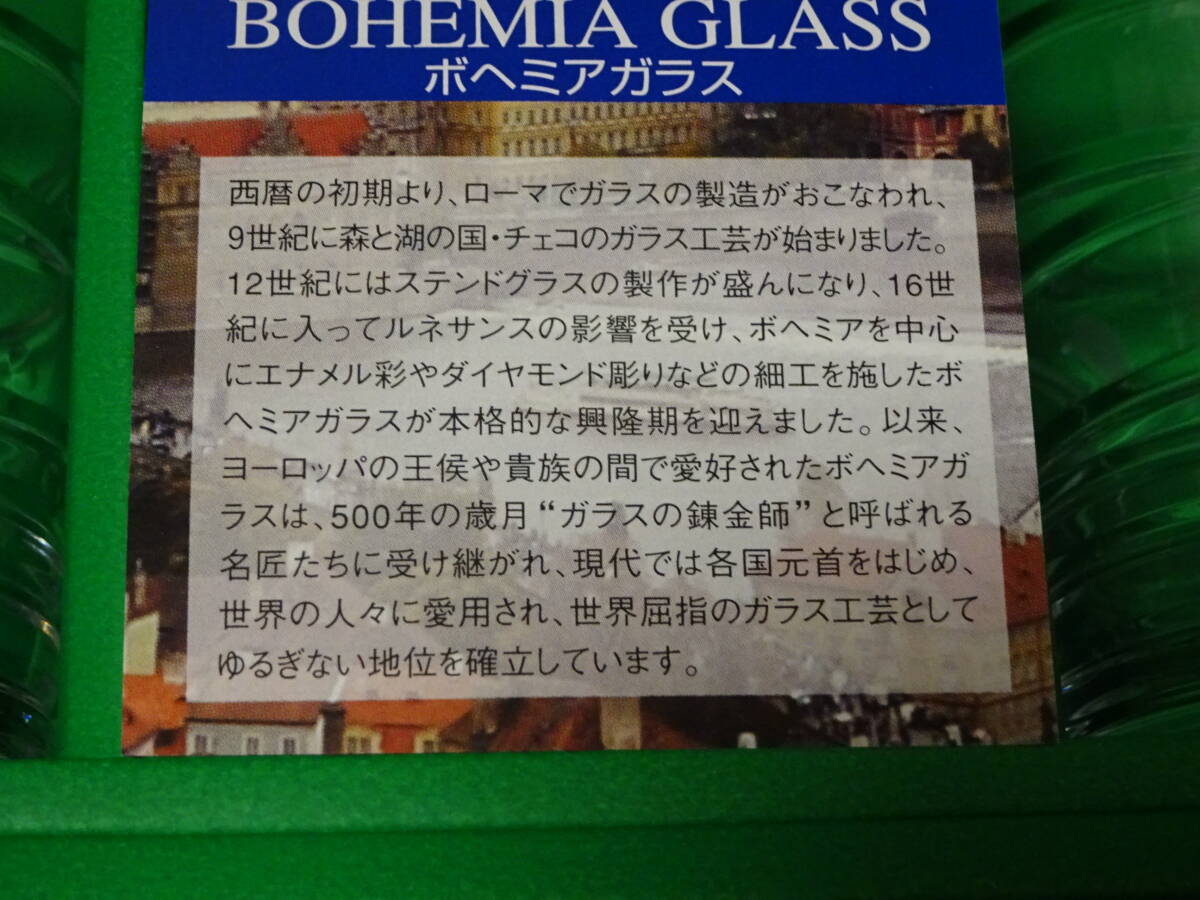 BOHEMIA GLASS
ボヘミアガラス
西暦の初期より、ローマでガラスの製造がおこなわれ、
9世紀に森と湖の国・チェコのガラス工芸が始まりました。
12世紀にはステンドグラスの製作が盛んになり、16世
紀に入ってルネサンスの影響を受け、ボヘミアを中心
にエナメル彩やダイヤモンド彫りなどの細工を施したボ
ヘミアガラスが本格的な興隆期を迎えました。以来、
ヨーロッパの王侯や貴族の間で愛好されたボヘミアガ
ラスは、500年の歳月“ガラスの錬金師”と呼ばれる
名匠たちに受け継がれ、現代では各国元首をはじめ、
世界の人々に愛用され、世界屈指のガラス工芸として
ゆるぎない地位を確立しています。